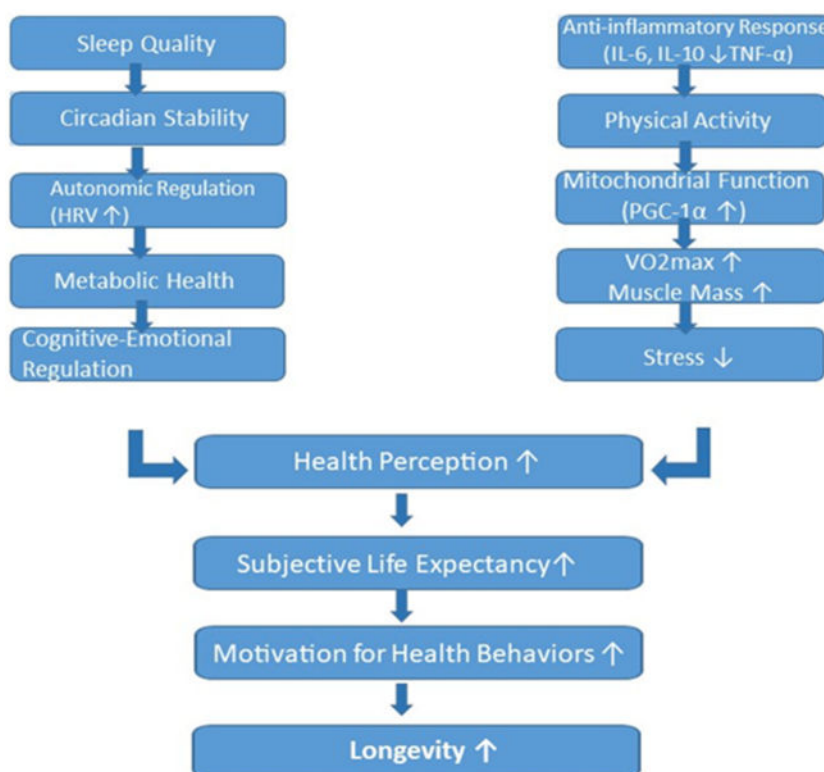 Sleep Quality
Circadian Stability
Autonomic Regulation
(HRV ↑)
Metabolic Health
Cognitive-Emotional
Regulation
Anti-inflammatory Response
(IL-6, IL-10 ↓TNF-α)
Physical Activity
Mitochondrial Function
(PGC-1α ↑)
VO2max ↑
Muscle Mass ↑
Stress ↓
Health Perception ↑
Subjective Life Expectancy↑
Motivation for Health Behaviors ↑
Longevity ↑